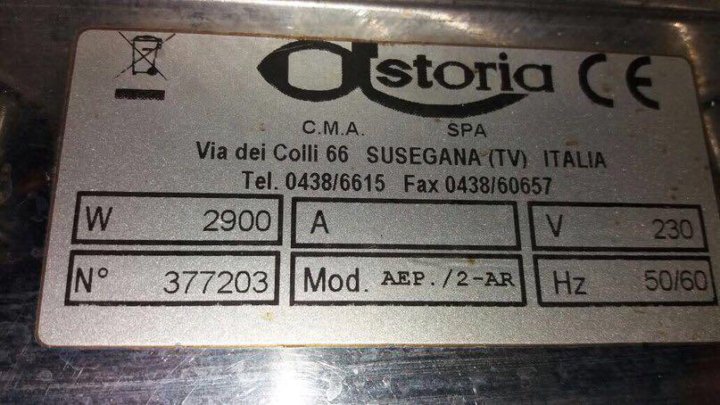 astoria CE
C.M.A. SPA
Via dei Colli 66 SUSEGANA (TV) ITALIA
Tel. 0438/6615 Fax 0438/60657
W 2900 A V 230
N° 377203 Mod. AEP./2-AR Hz 50/60